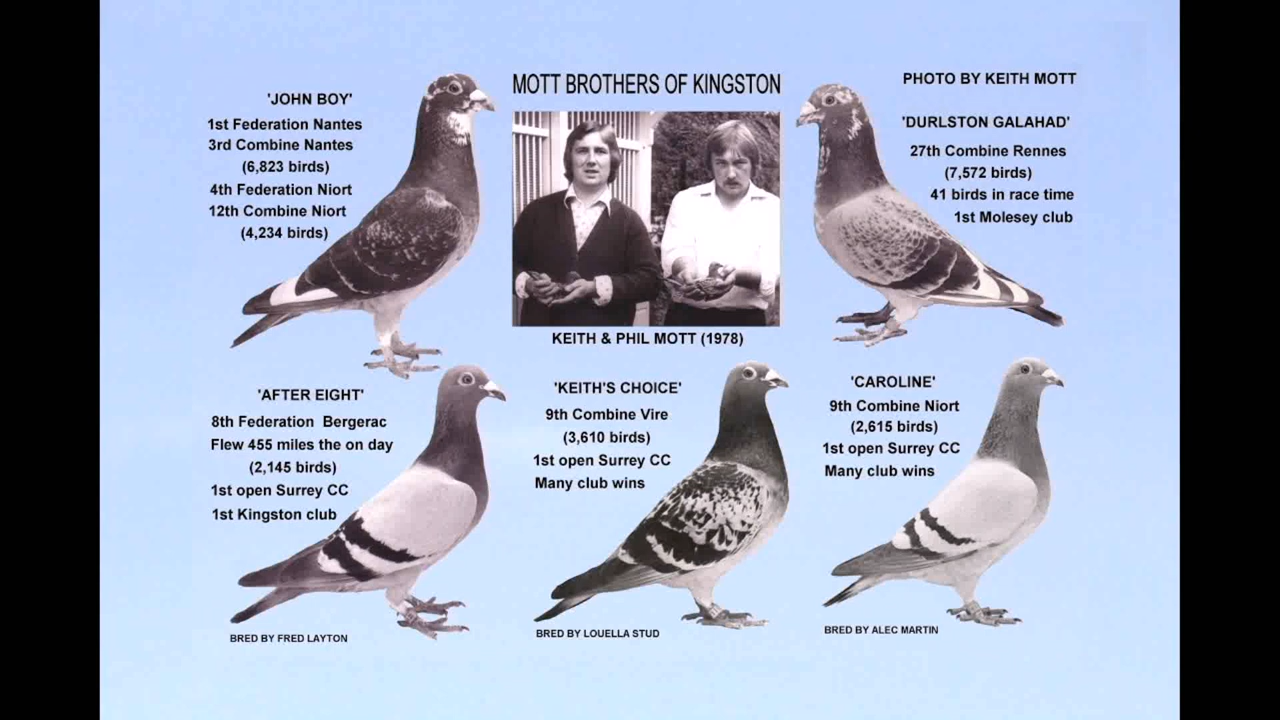 MOTT BROTHERS OF KINGSTON
PHOTO BY KEITH MOTT
'JOHN BOY'
1st Federation Nantes
3rd Combine Nantes
(6,823 birds)
4th Federation Niort
12th Combine Niort
(4,234 birds)
'DURLSTON GALAHAD'
27th Combine Rennes
(7,572 birds)
41 birds in race time
1st Molesey club
KEITH & PHIL MOTT (1978)
'AFTER EIGHT'
8th Federation Bergerac
Flew 455 miles the on day
(2,145 birds)
1st open Surrey CC
1st Kingston club
BRED BY FRED LAYTON
'KEITH'S CHOICE'
9th Combine Vire
(3,610 birds)
1st open Surrey CC
Many club wins
BRED BY LOUELLA STUD
'CAROLINE'
9th Combine Niort
(2,615 birds)
1st open Surrey CC
Many club wins
BRED BY ALEC MARTIN